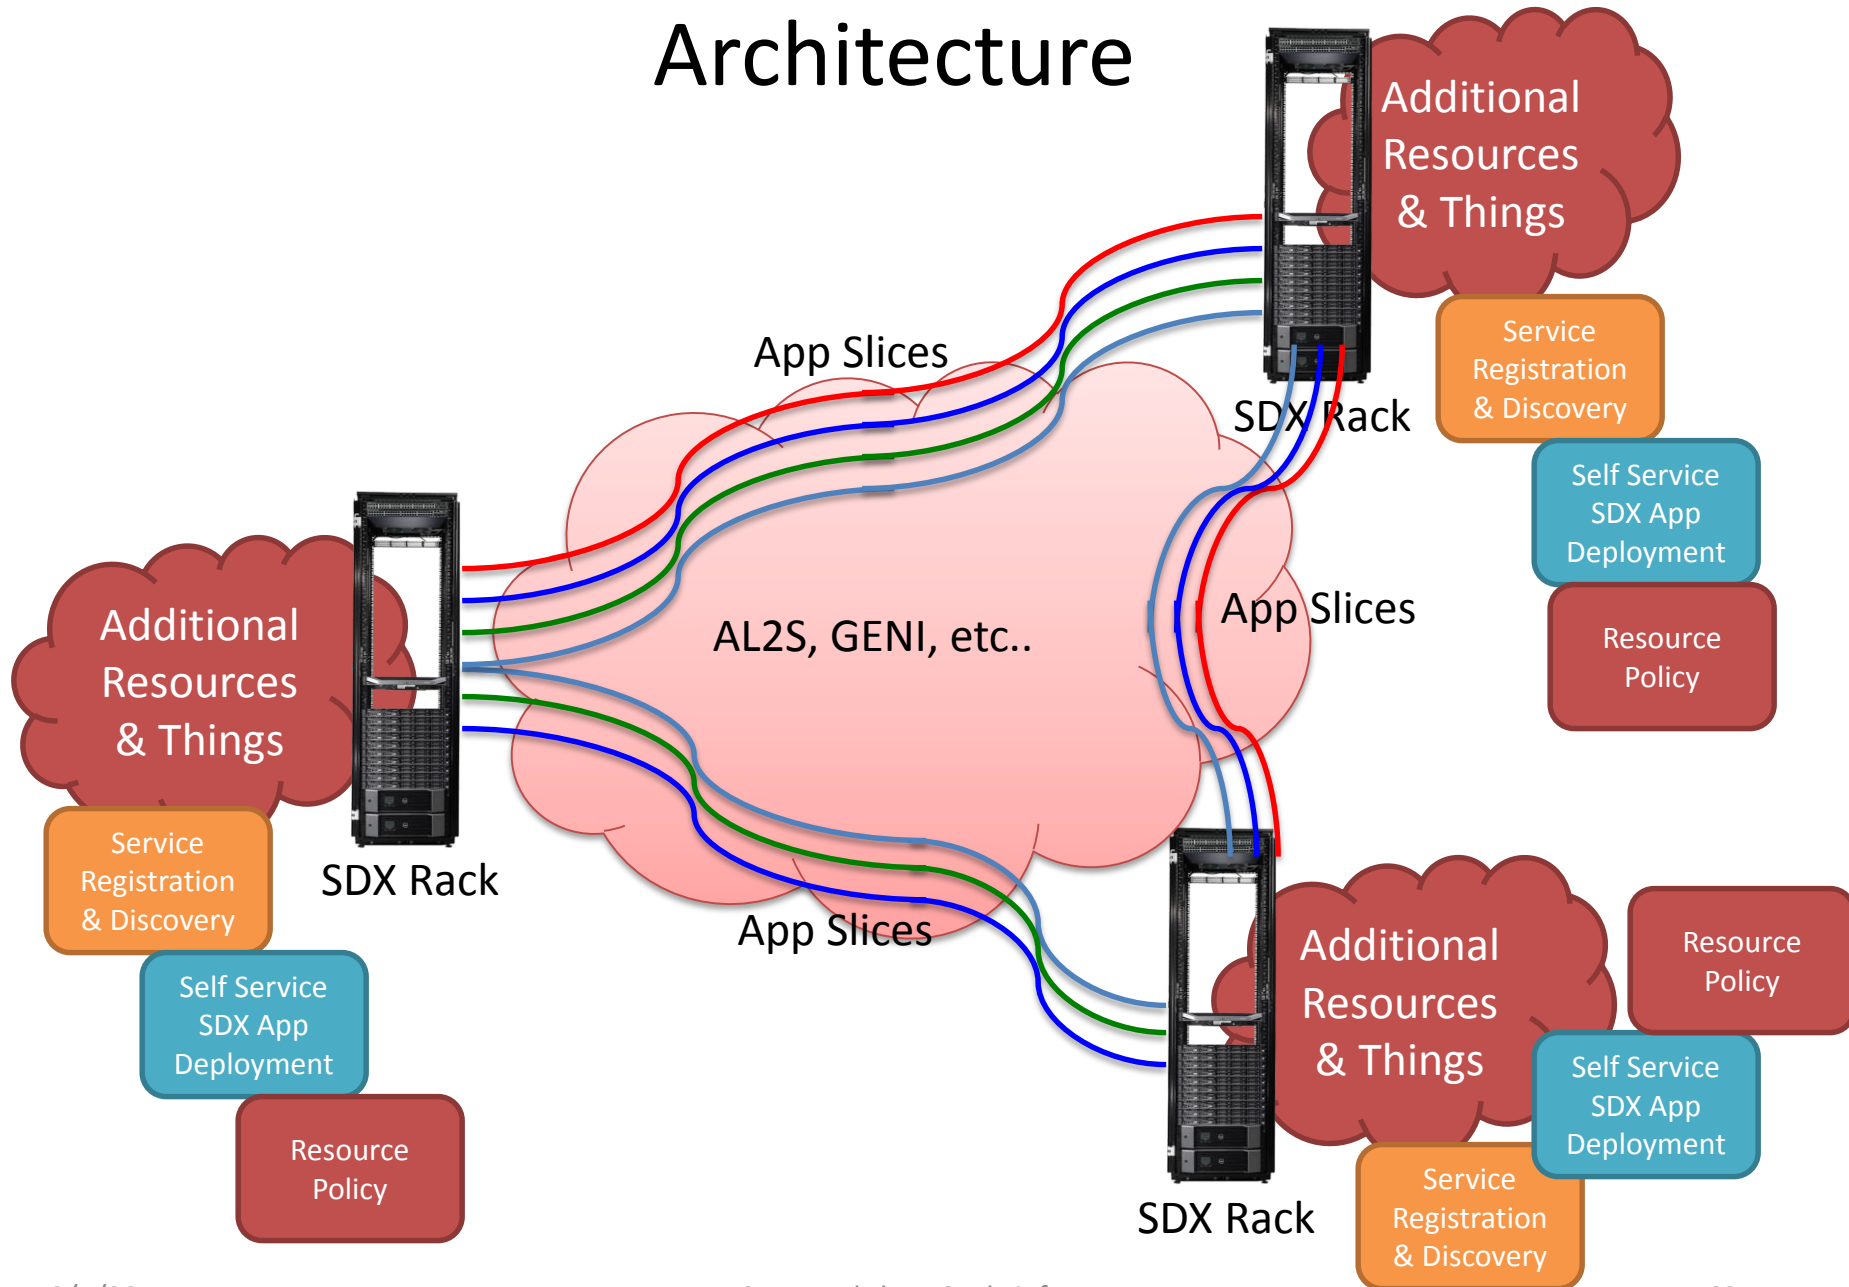 Architecture
Additional
Resources
& Things
Service
Registration
& Discovery
Self Service
SDX App
Deployment
Resource
Policy
SDX Rack
App Slices
App Slices
AL2S, GENI, etc..
Additional
Resources
& Things
SDX Rack
Service
Registration
& Discovery
Self Service
SDX App
Deployment
Resource
Policy
App Slices
Additional
Resources
& Things
Resource
Policy
Self Service
SDX App
Deployment
Service
Registration
& Discovery
SDX Rack